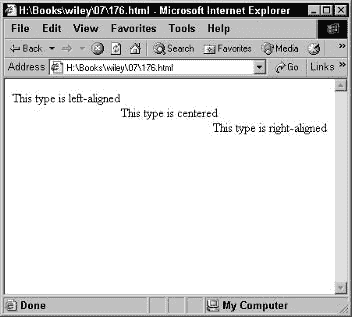 H:\Books\wiley\07\176.html - Microsoft Internet Explorer
File Edit View Favorites Tools Help
Back Search Favorites Media
Address H:\Books\wiley\07\176.html Go Links »
This type is left-aligned
This type is centered
This type is right-aligned
Done My Computer